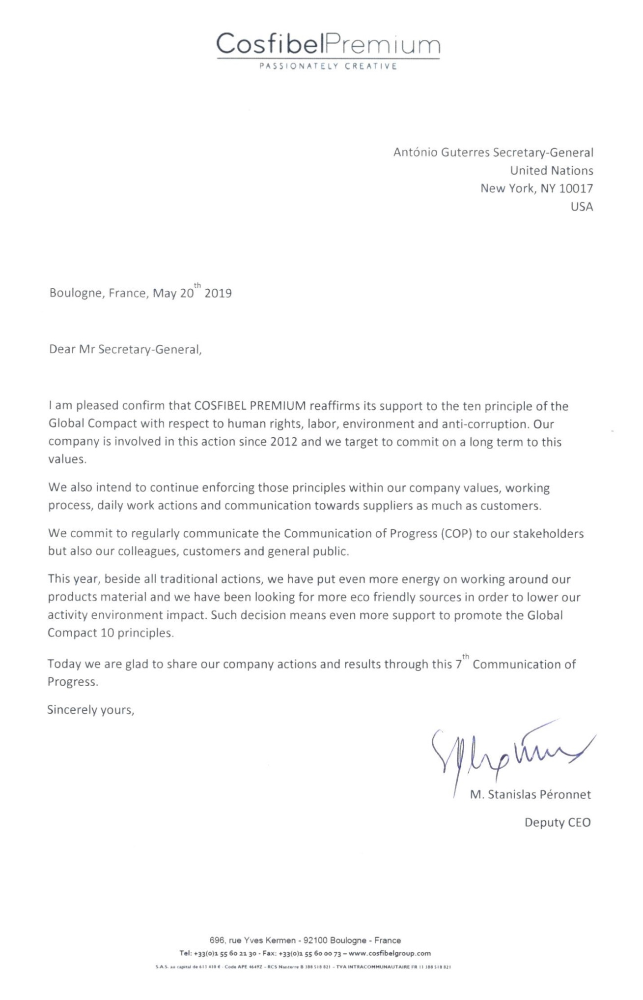 CosfibelPremium
PASSIONATELY CREATIVE
António Guterres Secretary-General
United Nations
New York, NY 10017
USA
Boulogne, France, May 20th 2019
Dear Mr Secretary-General,
I am pleased confirm that COSFIBEL PREMIUM reaffirms its support to the ten principle of the
Global Compact with respect to human rights, labor, environment and anti-corruption. Our
company is involved in this action since 2012 and we target to commit on a long term to this
values.
We also intend to continue enforcing those principles within our company values, working
process, daily work actions and communication towards suppliers as much as customers.
We commit to regularly communicate the Communication of Progress (COP) to our stakeholders
but also our colleagues, customers and general public.
This year, beside all traditional actions, we have put even more energy on working around our
products material and we have been looking for more eco friendly sources in order to lower our
activity environment impact. Such decision means even more support to promote the Global
Compact 10 principles.
Today we are glad to share our company actions and results through this 7th Communication of
Progress.
Sincerely yours,
M. Stanislas Péronnet
Deputy CEO
696, rue Yves Kermen - 92100 Boulogne - France
Tel: +33(0)1 55 60 21 30 - Fax: +33(0)1 55 60 00 73 – www.cosfibelgroup.com
S.A.S. au capital de 613 410 € - Code APE 4649Z – RCS Nanterre B 388 518 821 – TVA INTRACOMMUNAUTAIRE FR 11 388 518 821